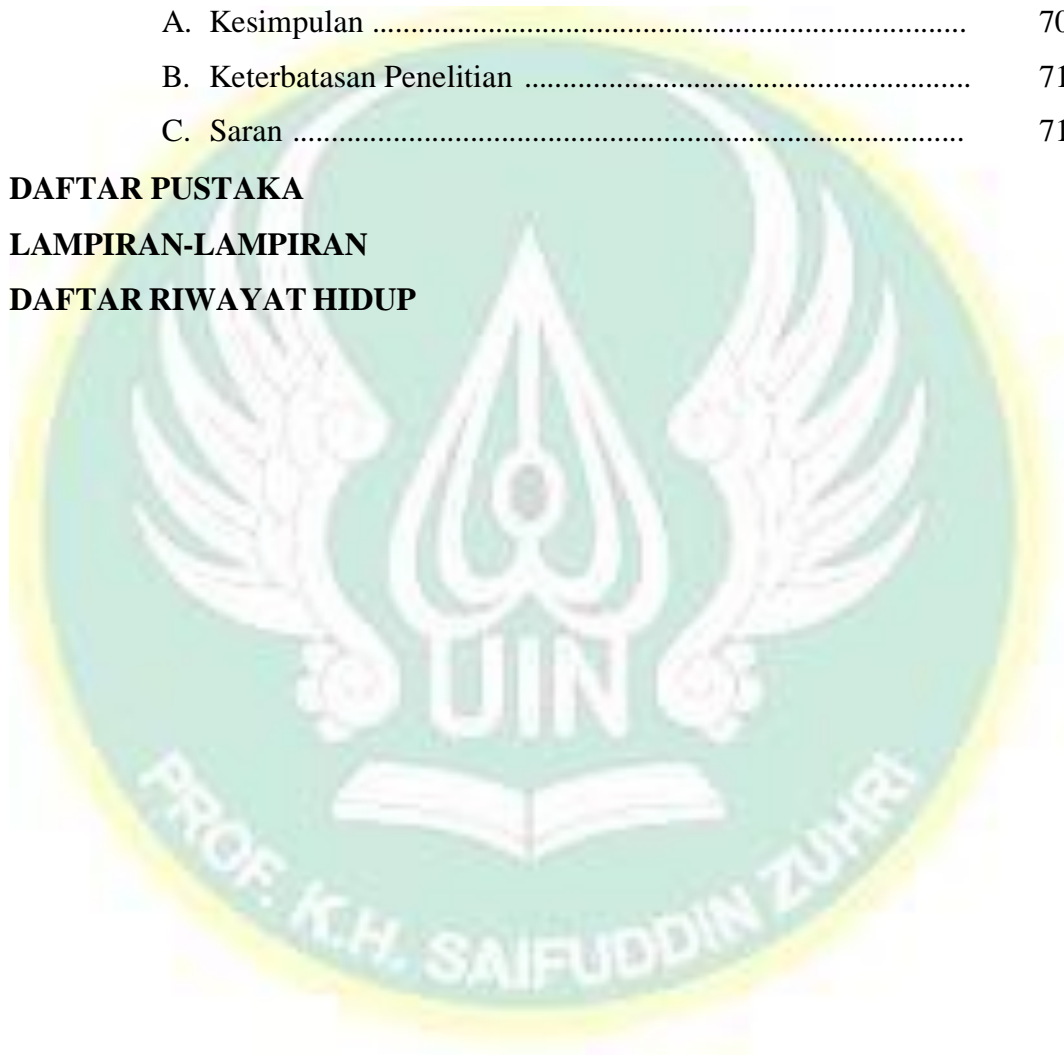 A. Kesimpulan .............................................................................. 70
B. Keterbatasan Penelitian .......................................................... 71
C. Saran ........................................................................................ 71
DAFTAR PUSTAKA
LAMPIRAN-LAMPIRAN
DAFTAR RIWAYAT HIDUP
UIN
PROF. K.H. SAIFUDDIN ZUHRI